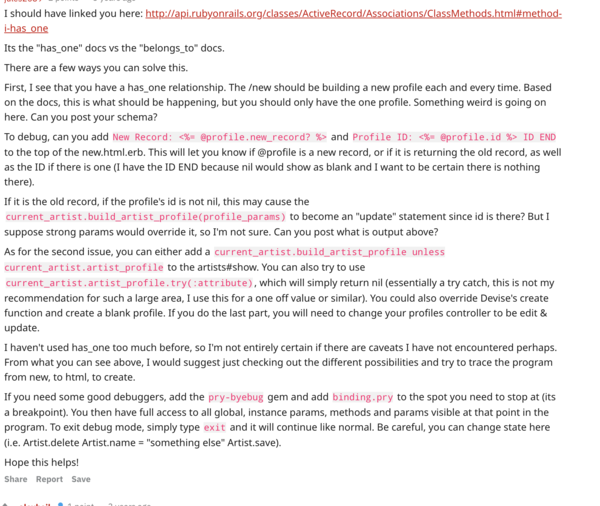 I should have linked you here: http://api.rubyonrails.org/classes/ActiveRecord/Associations/ClassMethods.html#method-
i-has_one
Its the "has_one" docs vs the "belongs_to" docs.
There are a few ways you can solve this.
First, I see that you have a has_one relationship. The /new should be building a new profile each and every time. Based
on the docs, this is what should be happening, but you should only have the one profile. Something weird is going on
here. Can you post your schema?
To debug, can you add New Record: <%= @profile.new_record? %> and Profile ID: <%= @profile.id %> ID END
to the top of the new.html.erb. This will let you know if @profile is a new record, or if it is returning the old record, as well
as the ID if there is one (I have the ID END because nil would show as blank and I want to be certain there is nothing
there).
If it is the old record, if the profile's id is not nil, this may cause the
current_artist.build_artist_profile(profile_params) to become an "update" statement since id is there? But I
suppose strong params would override it, so I'm not sure. Can you post what is output above?
As for the second issue, you can either add a current_artist.build_artist_profile unless
current_artist.artist_profile to the artists#show. You can also try to use
current_artist.artist_profile.try(:attribute), which will simply return nil (essentially a try catch, this is not my
recommendation for such a large area, I use this for a one off value or similar). You could also override Devise's create
function and create a blank profile. If you do the last part, you will need to change your profiles controller to be edit &
update.
I haven't used has_one too much before, so I'm not entirely certain if there are caveats I have not encountered perhaps.
From what you can see above, I would suggest just checking out the different possibilities and try to trace the program
from new, to html, to create.
If you need some good debuggers, add the pry-byebug gem and add binding.pry to the spot you need to stop at (its
a breakpoint). You then have full access to all global, instance params, methods and params visible at that point in the
program. To exit debug mode, simply type exit and it will continue like normal. Be careful, you can change state here
(i.e. Artist.delete Artist.name = "something else" Artist.save).
Hope this helps!
Share Report Save